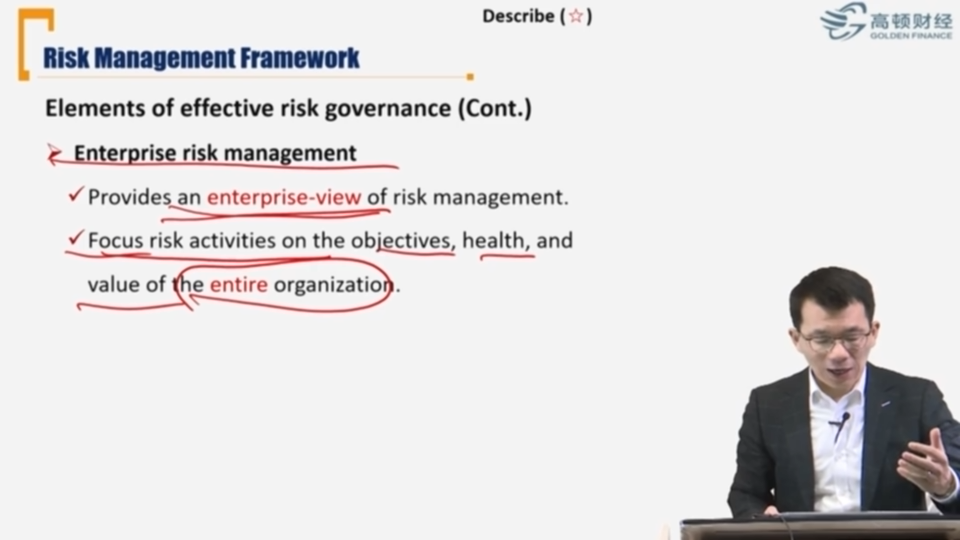 Describe (☆)
高顿财经
GOLDEN FINANCE
Risk Management Framework
Elements of effective risk governance (Cont.)
➢ Enterprise risk management
✓Provides an enterprise-view of risk management.
✓Focus risk activities on the objectives, health, and
value of the entire organization.